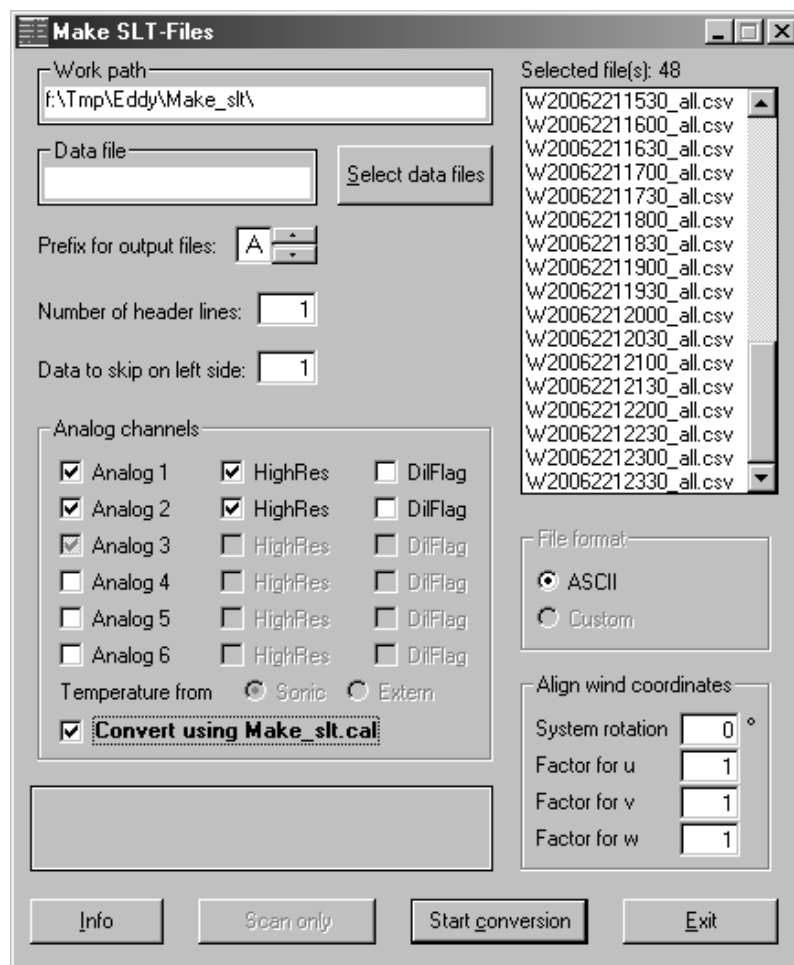 Make SLT-Files
Work path
f:\Tmp\Eddy\Make_slt\
Data file
Select data files
Prefix for output files: A
Number of header lines: 1
Data to skip on left side: 1
Analog channels
Analog 1 HighRes DilFlag
Analog 2 HighRes DilFlag
Analog 3 HighRes DilFlag
Analog 4 HighRes DilFlag
Analog 5 HighRes DilFlag
Analog 6 HighRes DilFlag
Temperature from Sonic Extern
Convert using Make_slt.cal
Selected file(s): 48
W20062211530_all.csv
W20062211600_all.csv
W20062211630_all.csv
W20062211700_all.csv
W20062211730_all.csv
W20062211800_all.csv
W20062211830_all.csv
W20062211900_all.csv
W20062211930_all.csv
W20062212000_all.csv
W20062212030_all.csv
W20062212100_all.csv
W20062212130_all.csv
W20062212200_all.csv
W20062212230_all.csv
W20062212300_all.csv
W20062212330_all.csv
File format
ASCII
Custom
Align wind coordinates
System rotation 0 °
Factor for u 1
Factor for v 1
Factor for w 1
Info Scan only Start conversion Exit